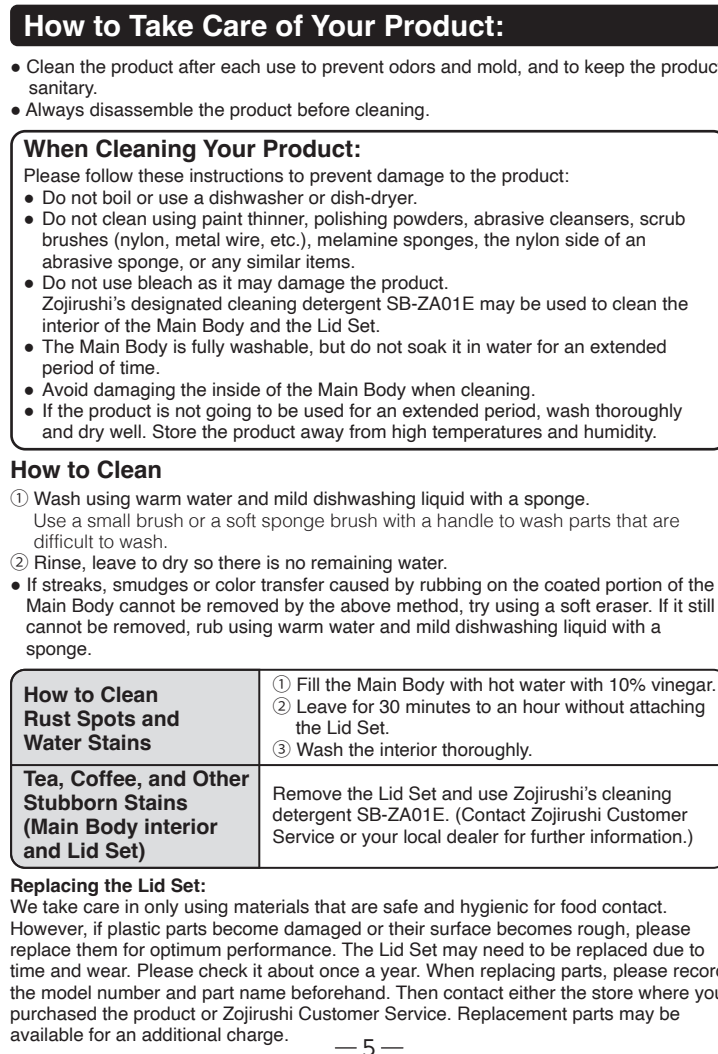 How to Take Care of Your Product:
● Clean the product after each use to prevent odors and mold, and to keep the product
sanitary.
● Always disassemble the product before cleaning.
When Cleaning Your Product:
Please follow these instructions to prevent damage to the product:
● Do not boil or use a dishwasher or dish-dryer.
● Do not clean using paint thinner, polishing powders, abrasive cleansers, scrub
brushes (nylon, metal wire, etc.), melamine sponges, the nylon side of an
abrasive sponge, or any similar items.
● Do not use bleach as it may damage the product.
Zojirushi's designated cleaning detergent SB-ZA01E may be used to clean the
interior of the Main Body and the Lid Set.
● The Main Body is fully washable, but do not soak it in water for an extended
period of time.
● Avoid damaging the inside of the Main Body when cleaning.
● If the product is not going to be used for an extended period, wash thoroughly
and dry well. Store the product away from high temperatures and humidity.
How to Clean
① Wash using warm water and mild dishwashing liquid with a sponge.
Use a small brush or a soft sponge brush with a handle to wash parts that are
difficult to wash.
② Rinse, leave to dry so there is no remaining water.
● If streaks, smudges or color transfer caused by rubbing on the coated portion of the
Main Body cannot be removed by the above method, try using a soft eraser. If it still
cannot be removed, rub using warm water and mild dishwashing liquid with a
sponge.
How to Clean
Rust Spots and
Water Stains
① Fill the Main Body with hot water with 10% vinegar.
② Leave for 30 minutes to an hour without attaching
the Lid Set.
③ Wash the interior thoroughly.
Tea, Coffee, and Other
Stubborn Stains
(Main Body interior
and Lid Set)
Remove the Lid Set and use Zojirushi's cleaning
detergent SB-ZA01E. (Contact Zojirushi Customer
Service or your local dealer for further information.)
Replacing the Lid Set:
We take care in only using materials that are safe and hygienic for food contact.
However, if plastic parts become damaged or their surface becomes rough, please
replace them for optimum performance. The Lid Set may need to be replaced due to
time and wear. Please check it about once a year. When replacing parts, please record
the model number and part name beforehand. Then contact either the store where you
purchased the product or Zojirushi Customer Service. Replacement parts may be
available for an additional charge.
— 5 —